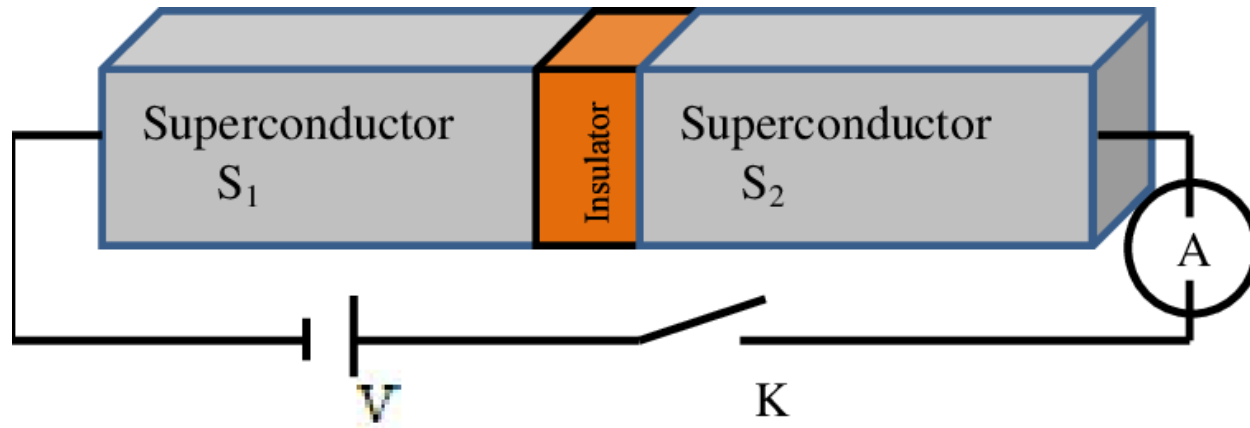 Superconductor
S₁
Insulator
Superconductor
S₂
A
V
K